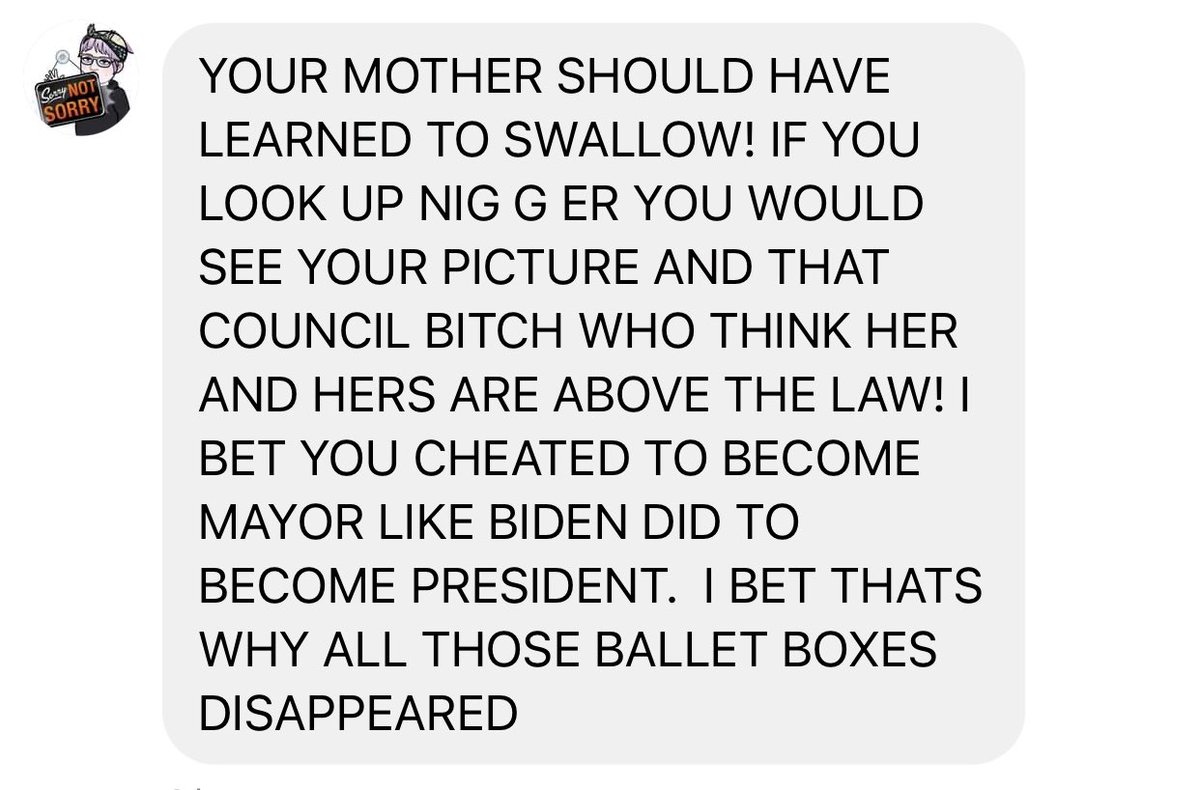 Sorry NOT
SORRY
YOUR MOTHER SHOULD HAVE
LEARNED TO SWALLOW! IF YOU
LOOK UP NIG G ER YOU WOULD
SEE YOUR PICTURE AND THAT
COUNCIL BITCH WHO THINK HER
AND HERS ARE ABOVE THE LAW! I
BET YOU CHEATED TO BECOME
MAYOR LIKE BIDEN DID TO
BECOME PRESIDENT.  I BET THATS
WHY ALL THOSE BALLET BOXES
DISAPPEARED